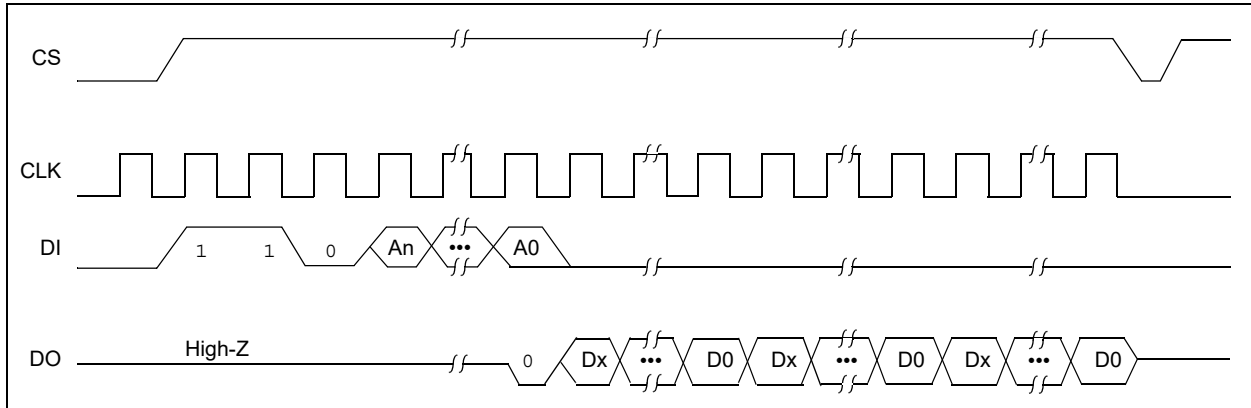 CS
CLK
DI 1 1 0 An ••• A0
High-Z
DO 0 Dx ••• D0 Dx ••• D0 Dx ••• D0